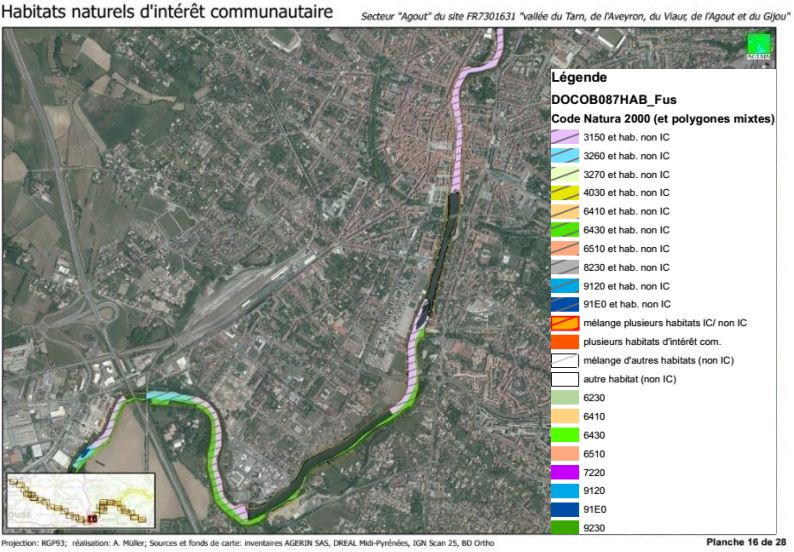 Habitats naturels d'intérêt communautaire
Secteur "Agout" du site FR7301631 "vallée du Tarn, de l'Aveyron, du Viaur, de l'Agout et du Gijou"
AGERIN
Légende
DOCOB087HAB_Fus
Code Natura 2000 (et polygones mixtes)
3150 et hab. non IC
3260 et hab. non IC
3270 et hab. non IC
4030 et hab. non IC
6410 et hab. non IC
6430 et hab. non IC
6510 et hab. non IC
8230 et hab. non IC
9120 et hab. non IC
91E0 et hab. non IC
mélange plusieurs habitats IC/ non IC
plusieurs habitats d'intérêt com.
mélange d'autres habitats (non IC)
autre habitat (non IC)
6230
6410
6430
6510
7220
9120
91E0
9230
16
Projection: RGF93; réalisation: A. Müller; Sources et fonds de carte: inventaires AGERIN SAS, DREAL Midi-Pyrénées, IGN Scan 25, BD Ortho
Planche 16 de 28